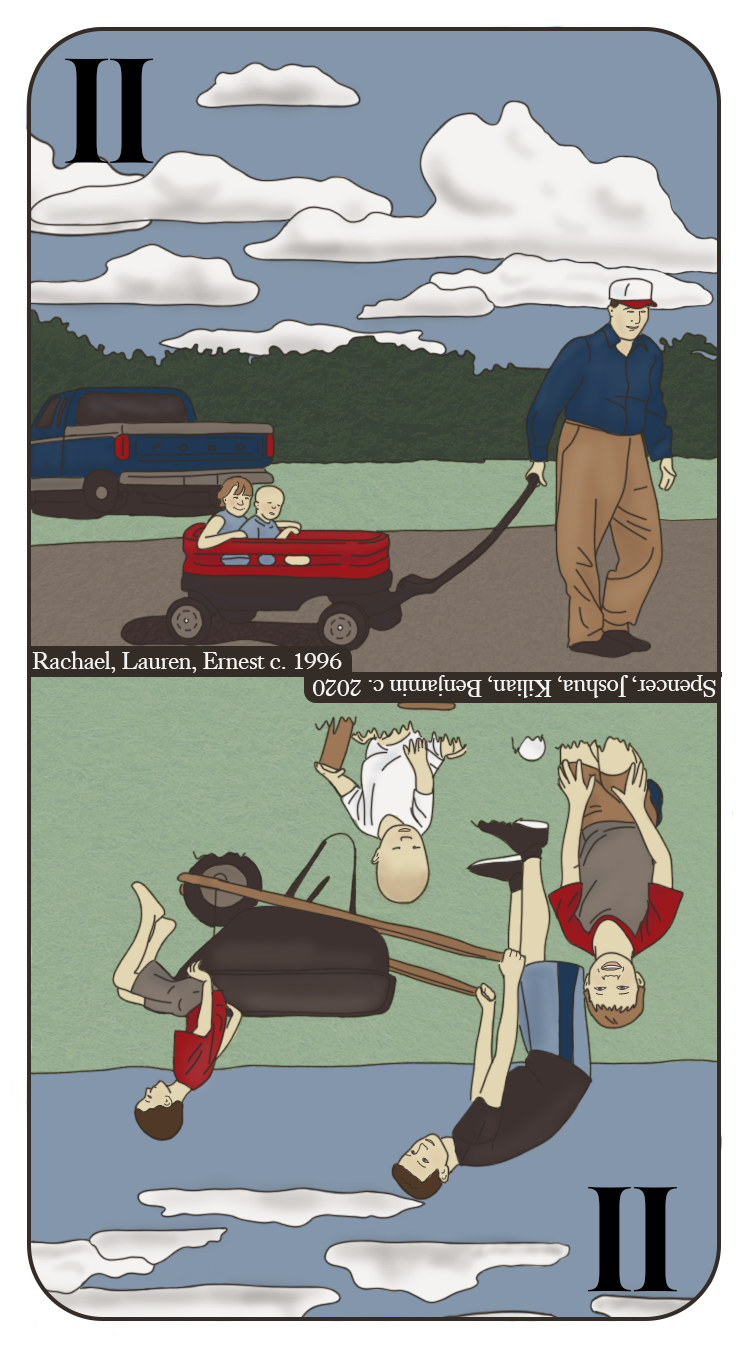 II
Rachael, Lauren, Ernest c. 1996
Spencer, Joshua, Kilian, Benjamin c. 2020
II